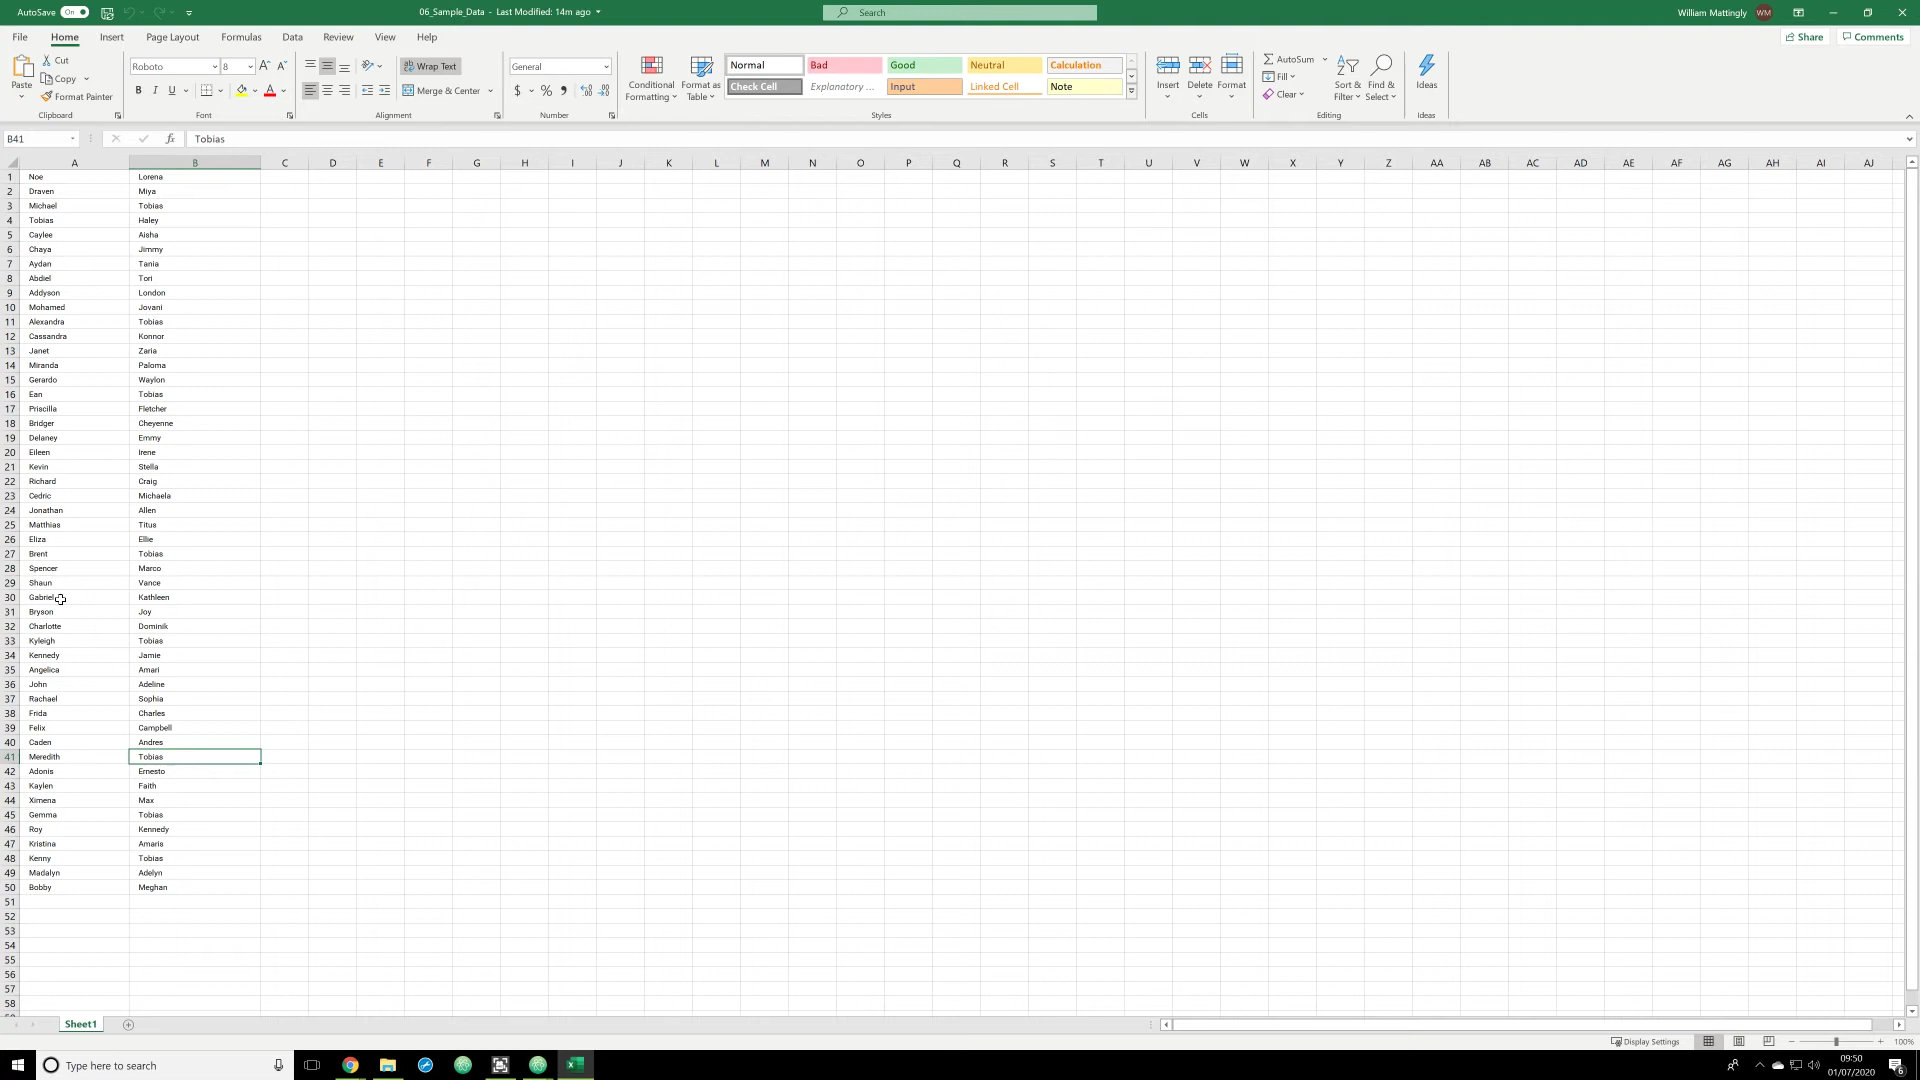 AutoSave On 06_Sample_Data - Last Modified: 14m ago Search William Mattingly WM
File Home Insert Page Layout Formulas Data Review View Help Share Comments
Paste
Cut
Copy
Format Painter
Clipboard
Roboto 8
B I U
Font
Wrap Text
Merge & Center
Alignment
General
$ % ,
Number
Conditional Formatting
Format as Table
Normal Bad Good Neutral Calculation
Check Cell Explanatory ... Input Linked Cell Note
Styles
Insert Delete Format
Cells
AutoSum
Fill
Clear
Sort & Filter
Find & Select
Editing
Ideas
Ideas
B41 fx Tobias
A B C D E F G H I J K L M N O P Q R S T U V W X Y Z AA AB AC AD AE AF AG AH AI AJ
1 Noe Lorena
2 Draven Miya
3 Michael Tobias
4 Tobias Haley
5 Caylee Aisha
6 Chaya Jimmy
7 Aydan Tania
8 Abdiel Tori
9 Addyson London
10 Mohamed Jovani
11 Alexandra Tobias
12 Cassandra Konnor
13 Janet Zaria
14 Miranda Paloma
15 Gerardo Waylon
16 Ean Tobias
17 Priscilla Fletcher
18 Bridger Cheyenne
19 Delaney Emmy
20 Eileen Irene
21 Kevin Stella
22 Richard Craig
23 Cedric Michaela
24 Jonathan Allen
25 Matthias Titus
26 Eliza Ellie
27 Brent Tobias
28 Spencer Marco
29 Shaun Vance
30 Gabriel Kathleen
31 Bryson Joy
32 Charlotte Dominik
33 Kyleigh Tobias
34 Kennedy Jamie
35 Angelica Amari
36 John Adeline
37 Rachael Sophia
38 Frida Charles
39 Felix Campbell
40 Caden Andres
41 Meredith Tobias
42 Adonis Ernesto
43 Kaylen Faith
44 Ximena Max
45 Gemma Tobias
46 Roy Kennedy
47 Kristina Amaris
48 Kenny Tobias
49 Madalyn Adelyn
50 Bobby Meghan
51
52
53
54
55
56
57
58
Sheet1
Display Settings 100%
Type here to search
09:50
01/07/2020
6